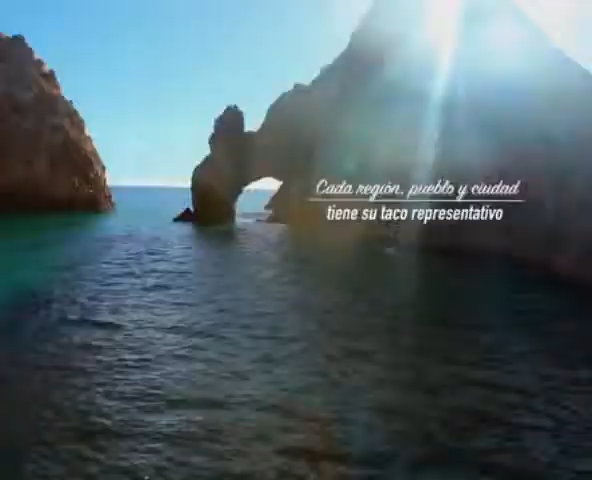 Cada región, pueblo y ciudad
tiene su taco representativo